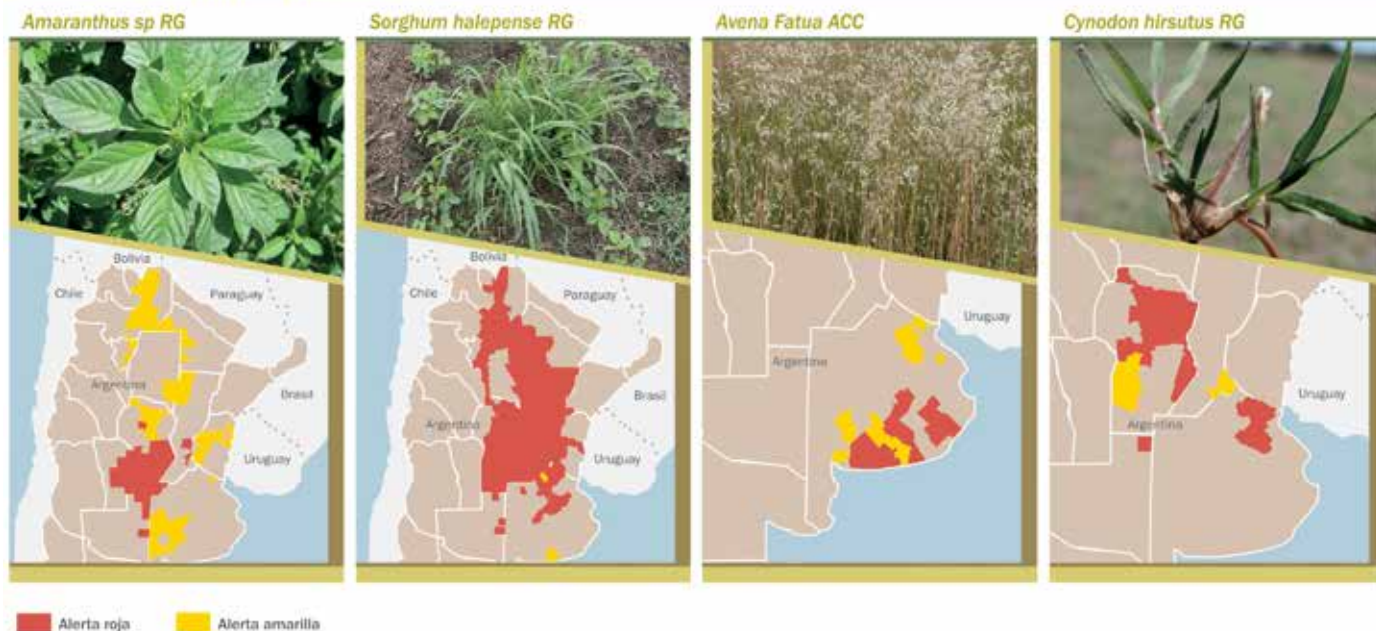 Amaranthus sp RG
Sorghum halepense RG
Avena Fatua ACC
Cynodon hirsutus RG
Bolivia
Chile
Paraguay
Argentina
Brasil
Uruguay
Bolivia
Chile
Paraguay
Argentina
Brasil
Uruguay
Uruguay
Argentina
Uruguay
Argentina
Alerta roja
Alerta amarilla